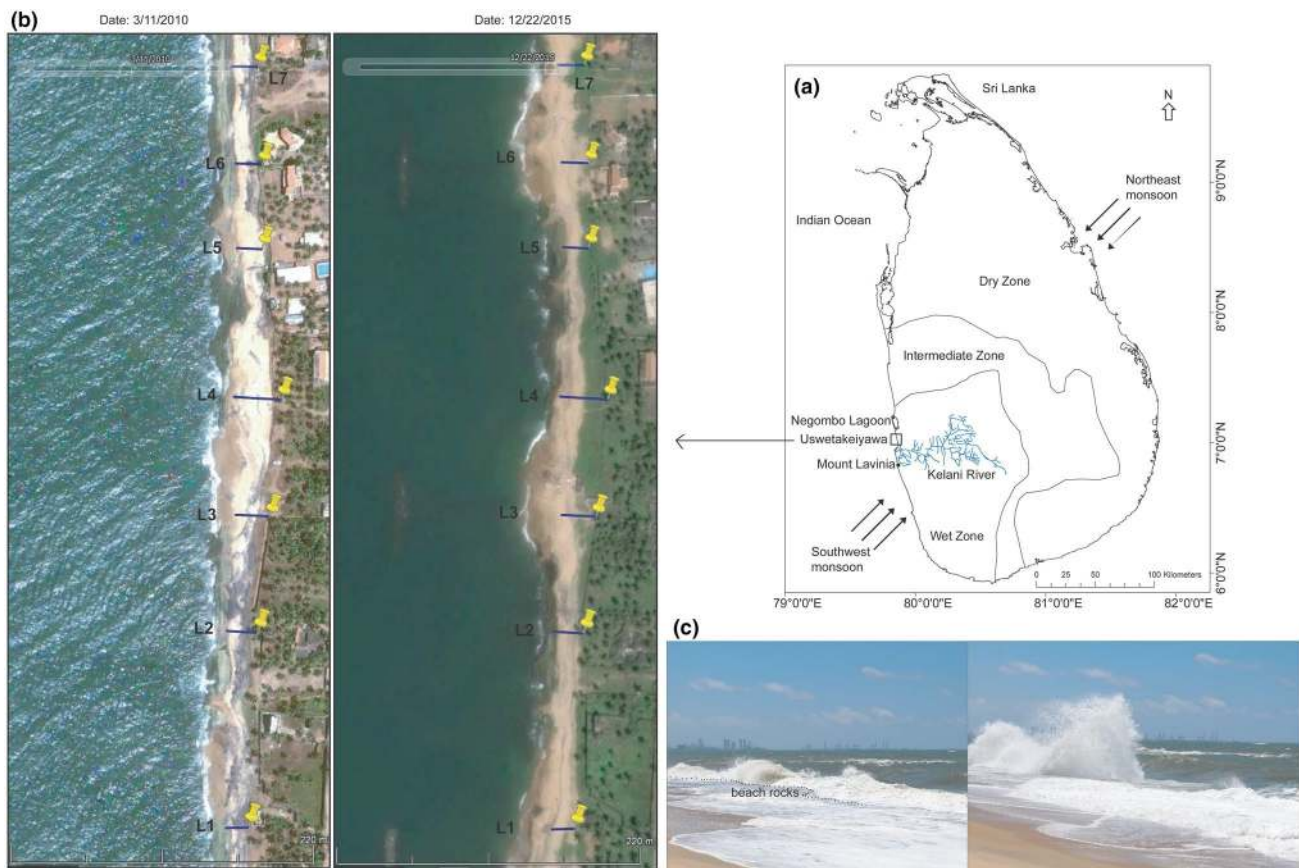 (b)
Date: 3/11/2010
Date: 12/22/2015
12/22/2015
L7
L7
L6
L6
L5
L5
L4
L4
L3
L3
L2
L2
L1
L1
220 m
220 m
(a)
Sri Lanka
N
Northeast
monsoon
Indian Ocean
Dry Zone
Intermediate Zone
Negombo Lagoon
Uswetakeiyawa
Mount Lavinia
Kelani River
Wet Zone
Southwest
monsoon
0 25 50 100 Kilometers
9°0'0"N
8°0'0"N
7°0'0"N
6°0'0"N
79°0'0"E
80°0'0"E
81°0'0"E
82°0'0"E
(c)
beach rocks